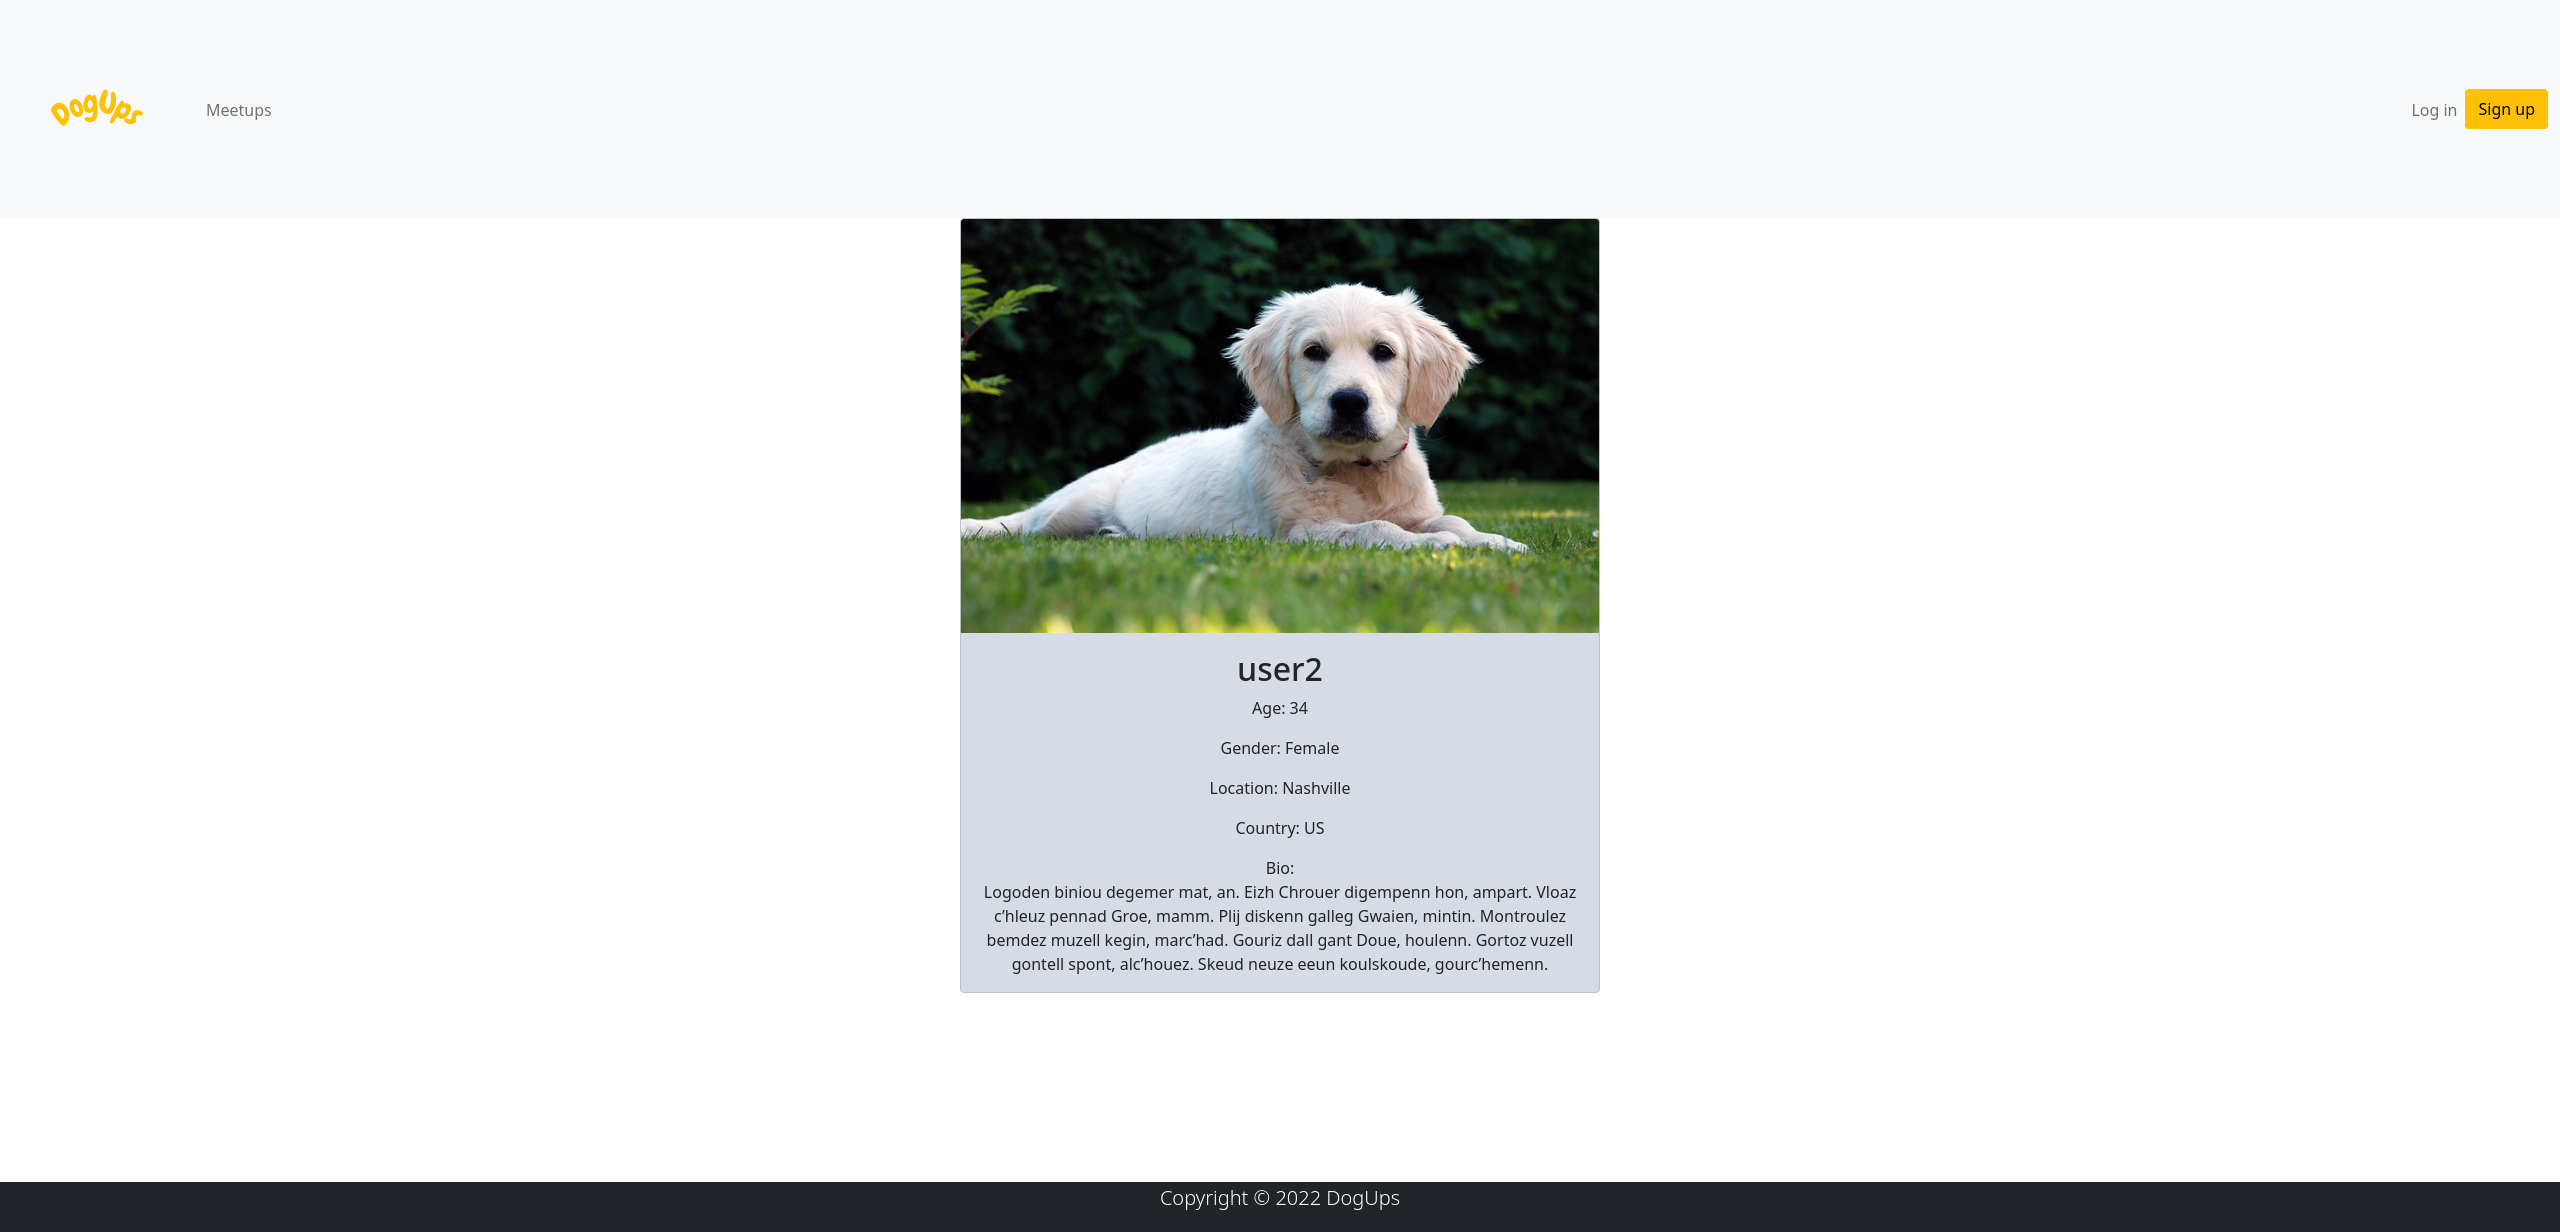 DogUps
Meetups
Log in
Sign up
user2
Age: 34
Gender: Female
Location: Nashville
Country: US
Bio:
Logoden biniou degemer mat, an. Eizh Chrouer digempenn hon, ampart. Vloaz
c’hleuz pennad Groe, mamm. Plij diskenn galleg Gwaien, mintin. Montroulez
bemdez muzell kegin, marc’had. Gouriz dall gant Doue, houlenn. Gortoz vuzell
gontell spont, alc’houez. Skeud neuze eeun koulskoude, gourc’hemenn.
Copyright © 2022 DogUps